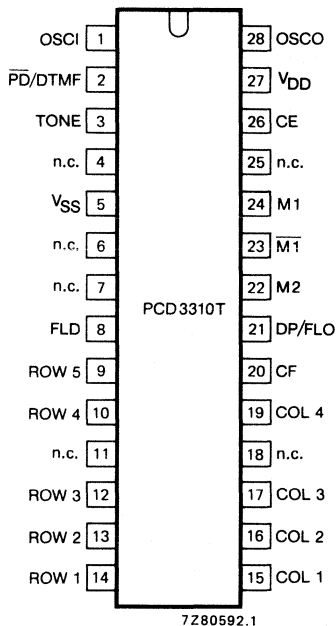 OSCI 1 28 OSCO
P̅D̅/DTMF 2 27 VDD
TONE 3 26 CE
n.c. 4 25 n.c.
VSS 5 24 M1
n.c. 6 23 M̅1̅
n.c. 7 22 M2
PCD3310T
FLD 8 21 DP/FLO
ROW 5 9 20 CF
ROW 4 10 19 COL 4
n.c. 11 18 n.c.
ROW 3 12 17 COL 3
ROW 2 13 16 COL 2
ROW 1 14 15 COL 1
7Z80592.1